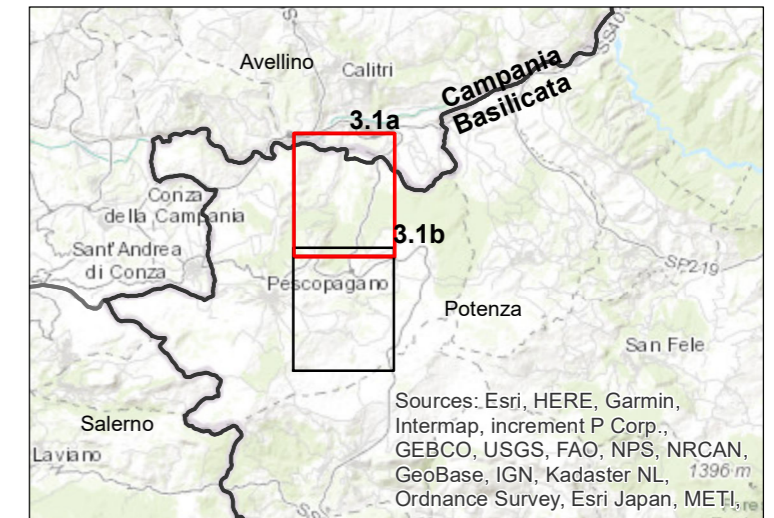 Avellino
Calitri
Campania
Basilicata
3.1a
Conza
della Campania
3.1b
Sant'Andrea
di Conza
SP219
Pescopagano
Potenza
San Fele
Salerno
Laviano
Sources: Esri, HERE, Garmin,
Intermap, increment P Corp.,
GEBCO, USGS, FAO, NPS, NRCAN,
GeoBase, IGN, Kadaster NL,
1396 m
Ordnance Survey, Esri Japan, METI,